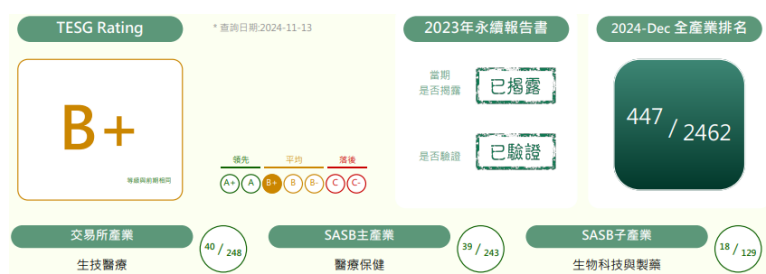 TESG Rating
* 查詢日期:2024-11-13
2023年永續報告書
2024-Dec 全產業排名
B+
等級與前期相同
領先 平均 落後
A+ A B+ B B- C C-
當期
是否揭露
已揭露
是否驗證
已驗證
447 / 2462
交易所產業
生技醫療
40 / 248
SASB主產業
醫療保健
39 / 243
SASB子產業
生物科技與製藥
18 / 129